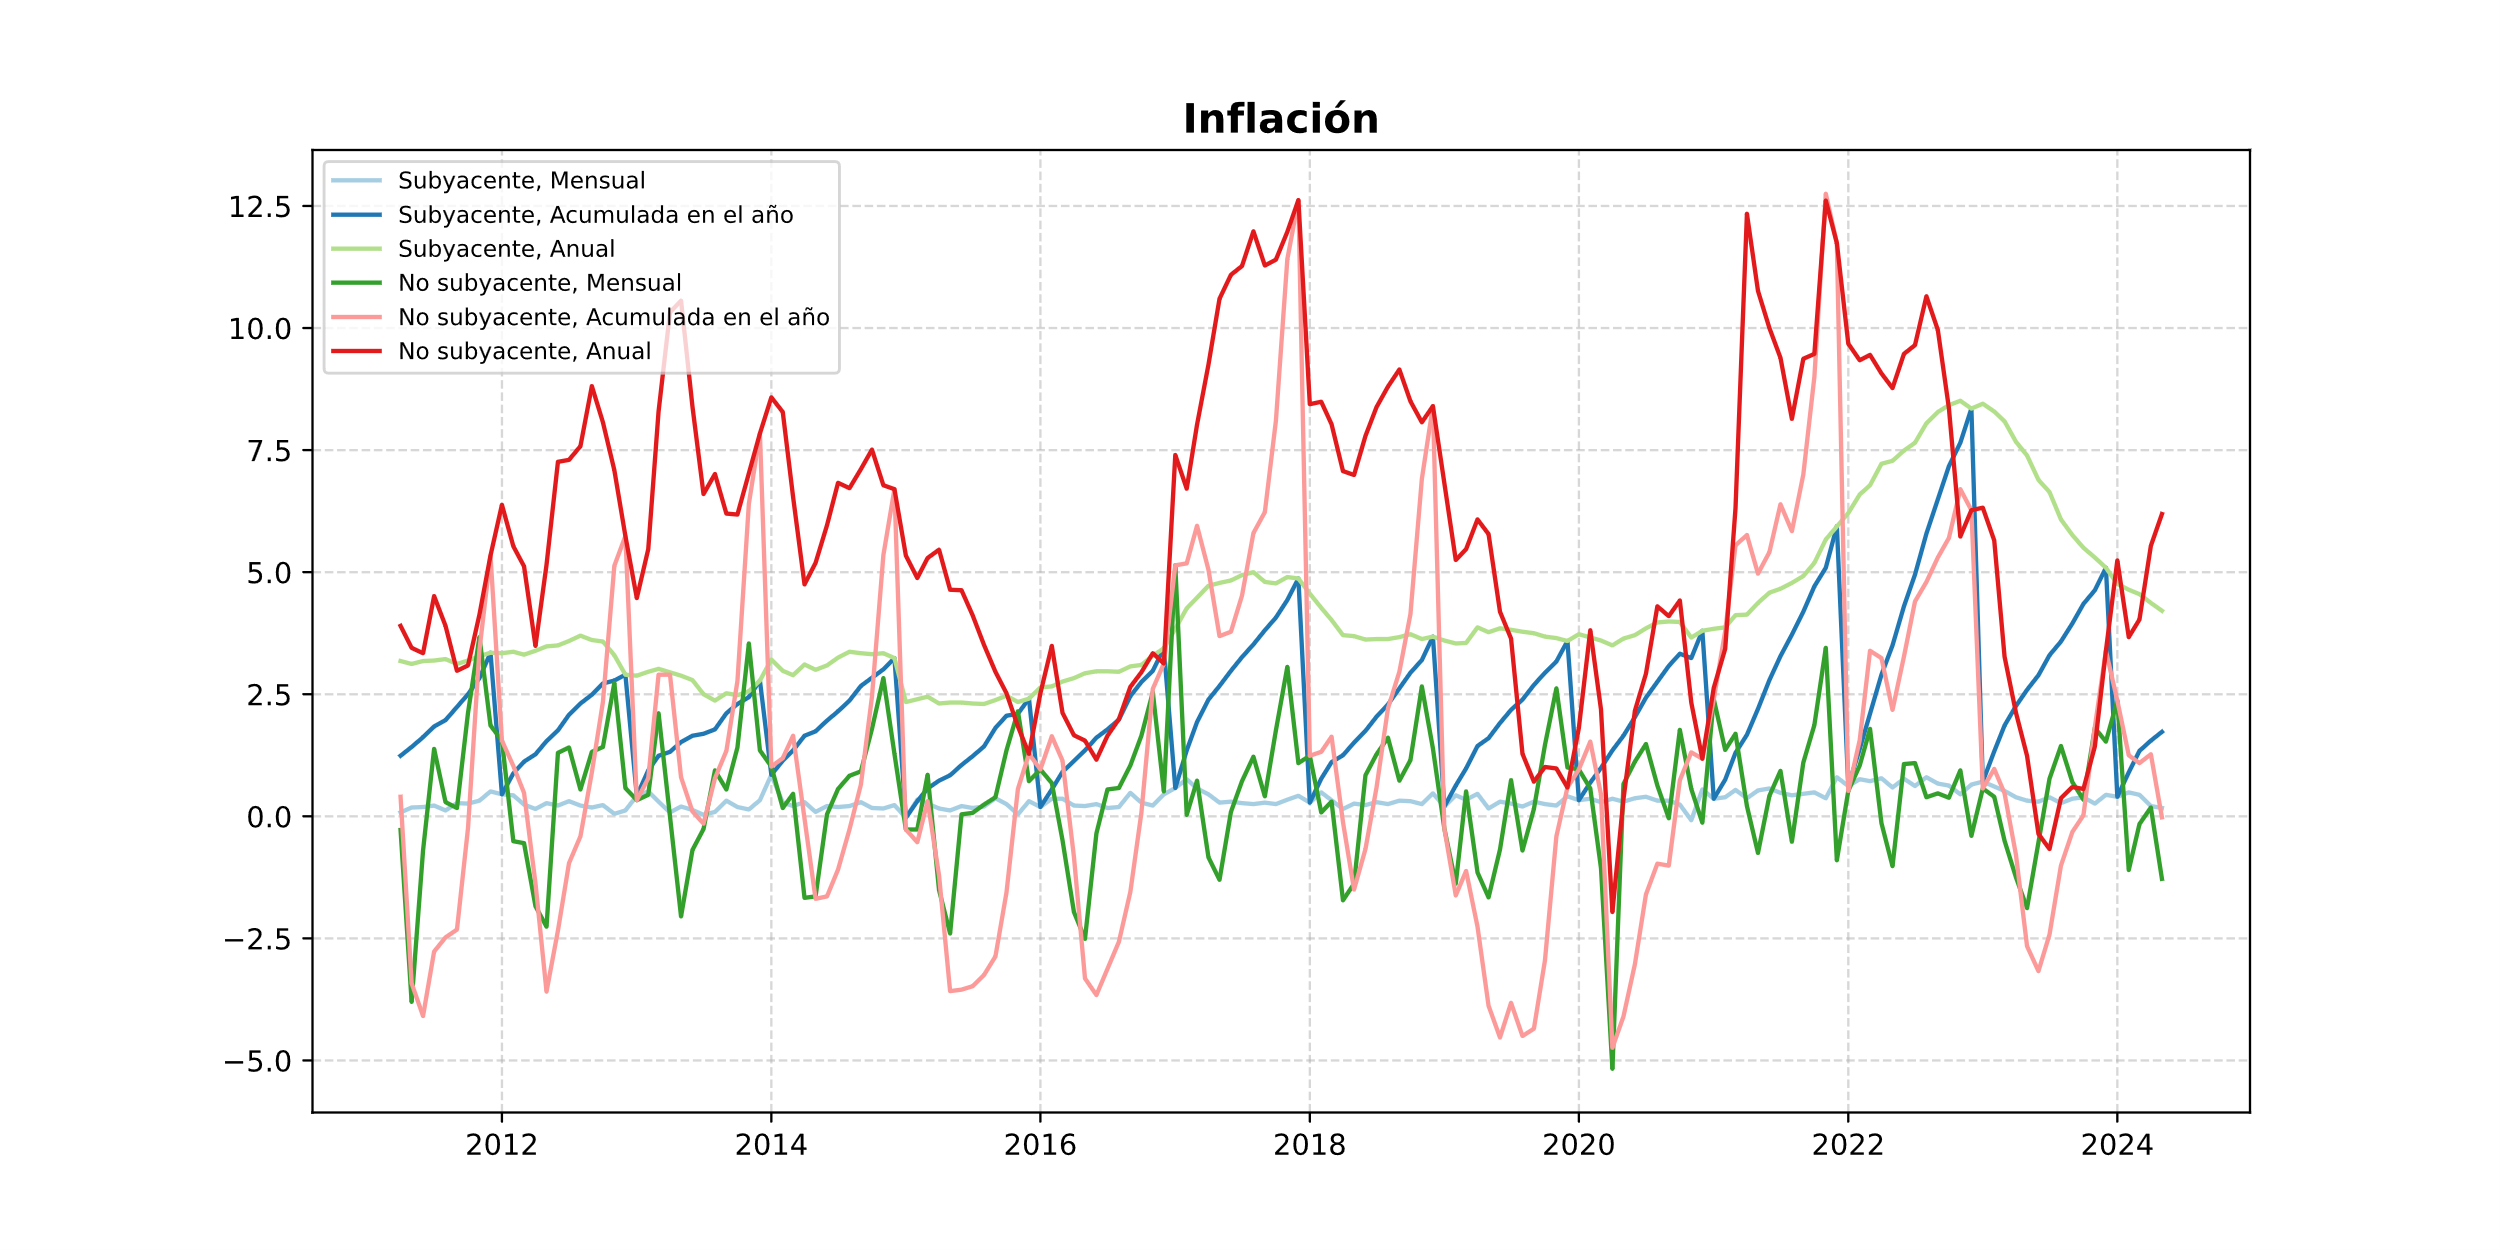 Inflación
Subyacente, Mensual
Subyacente, Acumulada en el año
Subyacente, Anual
No subyacente, Mensual
No subyacente, Acumulada en el año
No subyacente, Anual
12.5
10.0
7.5
5.0
2.5
0.0
−2.5
−5.0
2012
2014
2016
2018
2020
2022
2024